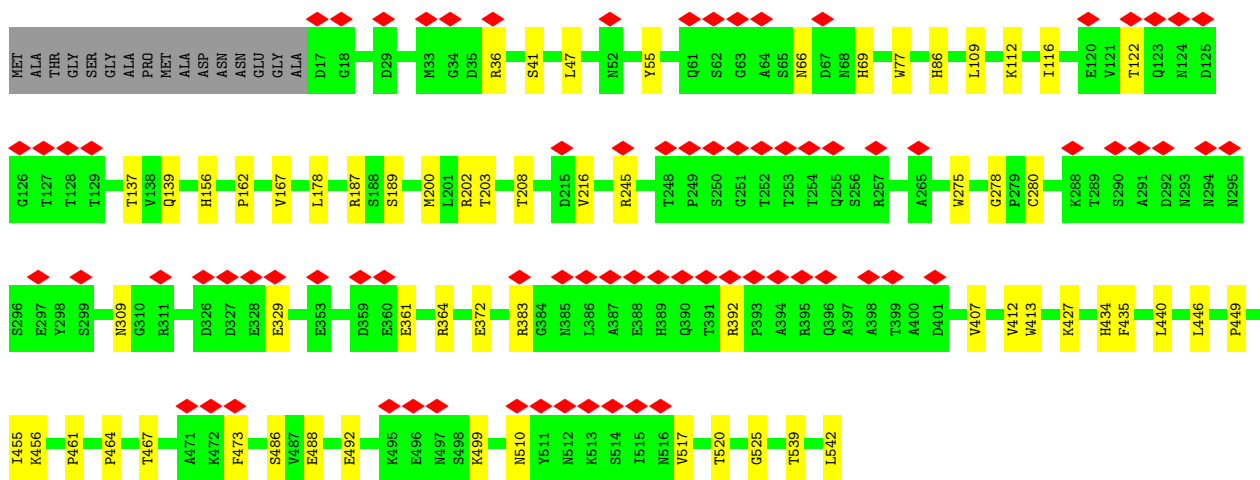 MET ALA THR GLY SER GLY ALA PRO MET ALA ASP ASN ASN GLU GLY ALA D17 G18 D29 M33 G34 D35 R36 S41 L47 N52 Y55 Q61 S62 G63 A64 S65 N66 D67 N68 H69 W77 H86 L109 K112 I116 E120 V121 T122 Q123 N124 D125
G126 T127 T128 T129 T137 V138 Q139 H156 P162 V167 L178 R187 S188 S189 M200 L201 R202 T203 T208 D215 V216 R245 T248 P249 S250 G251 T252 T253 T254 Q255 S256 R257 A265 W275 G278 P279 C280 K288 T289 S290 A291 D292 N293 N294 N295
S296 E297 Y298 S299 N309 G310 R311 D326 D327 E328 E329 E353 D359 E360 E361 R364 E372 R383 G384 N385 L386 A387 E388 H389 Q390 T391 R392 P393 A394 R395 Q396 A397 A398 T399 A400 D401 V407 V412 W413 K427 H434 F435 L440 L446 P449
I455 K456 P461 P464 T467 A471 K472 F473 S486 V487 E488 E492 K495 E496 N497 S498 K499 N510 Y511 N512 K513 S514 I515 N516 V517 T520 G525 T539 L542